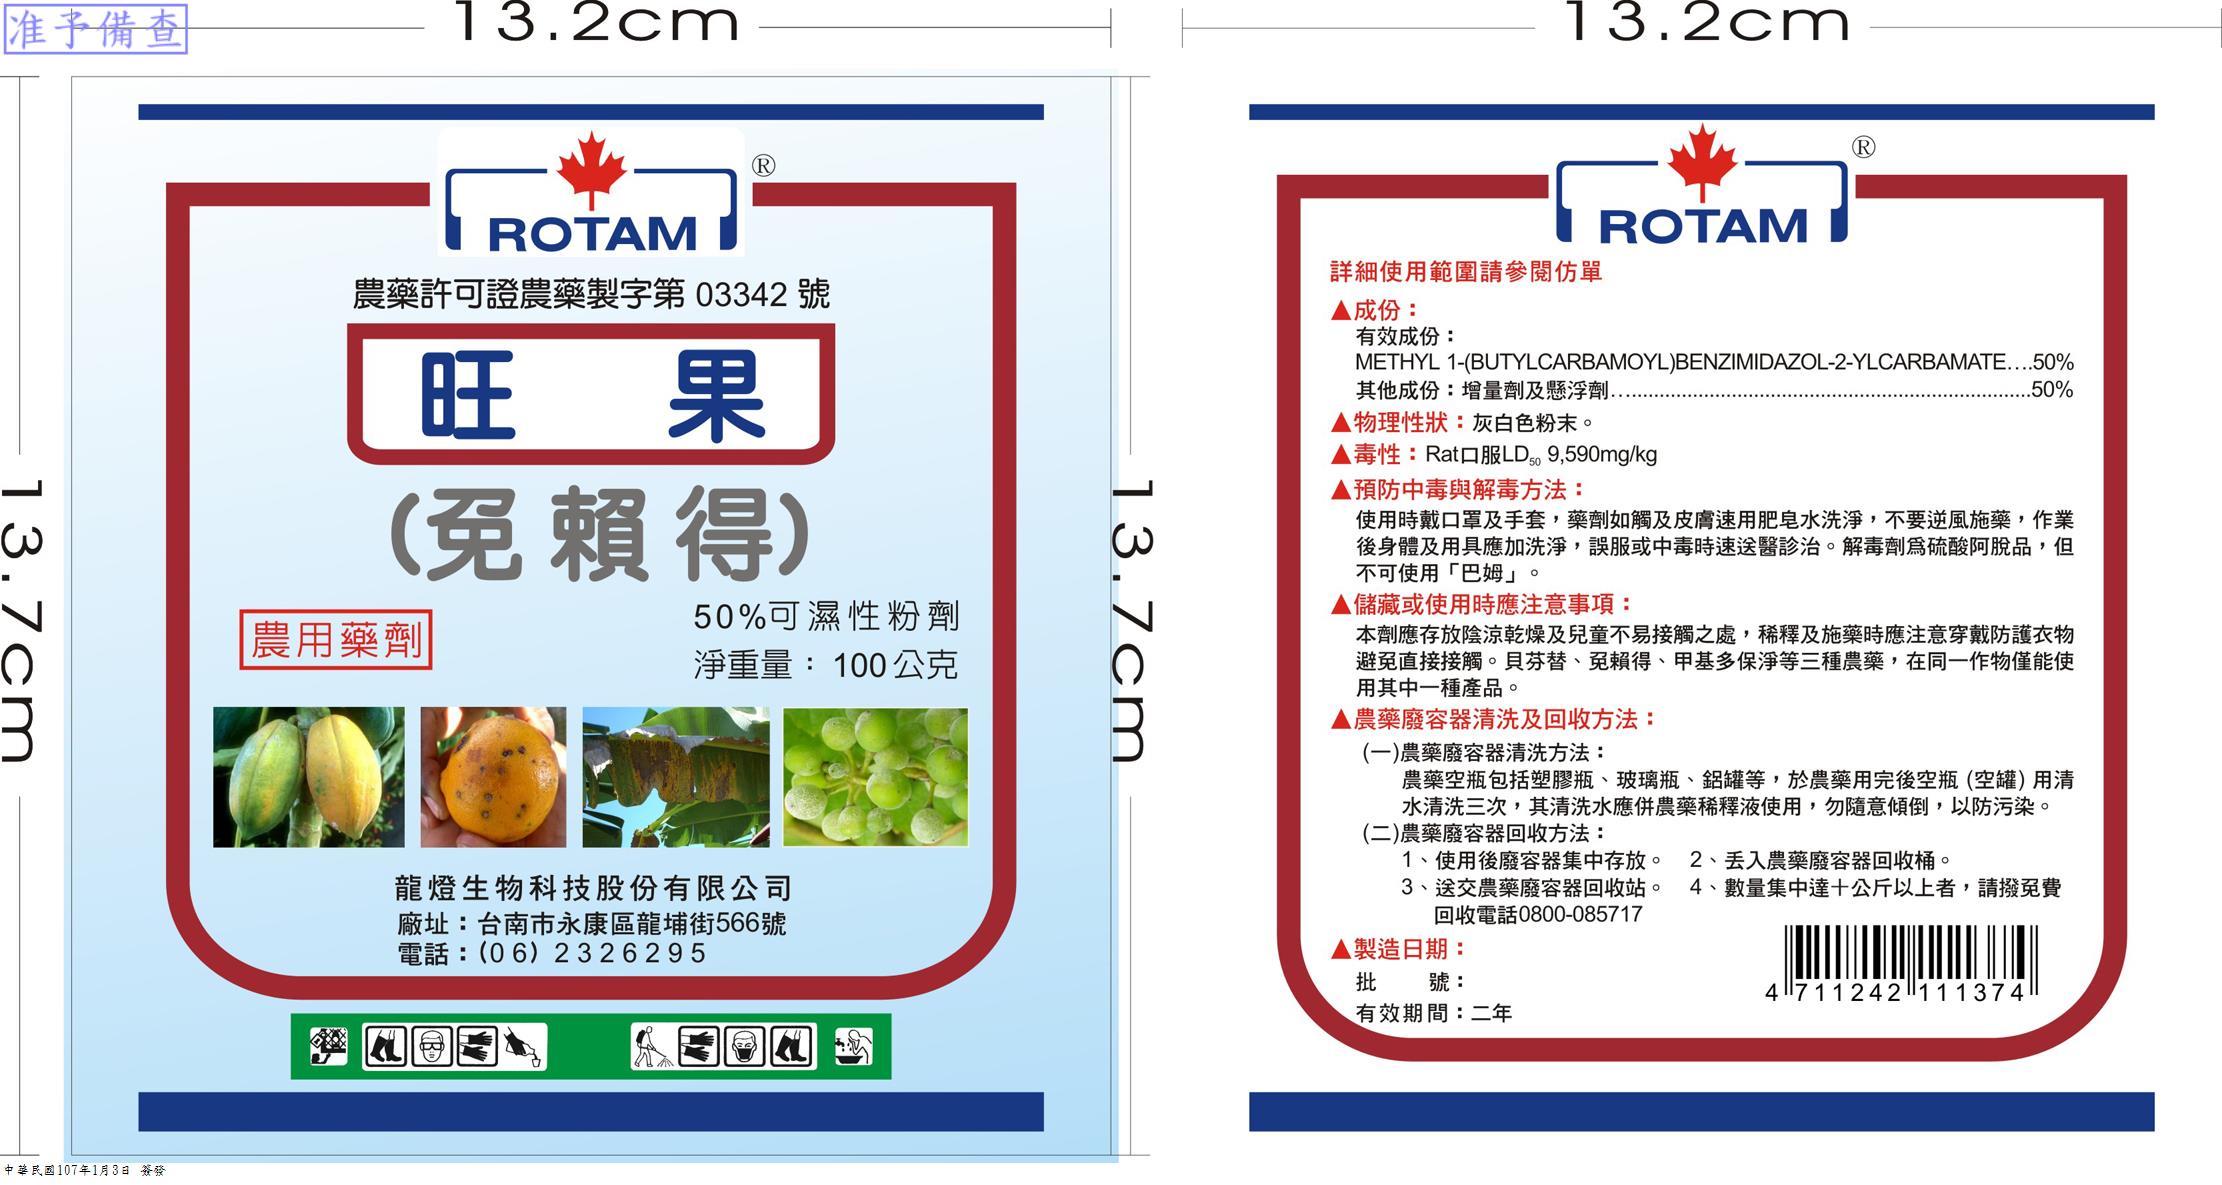 准予備查
13.2cm
13.2cm
13.7cm
13.7cm
ROTAM ®
農藥許可證農藥製字第 03342 號
旺 果
(免賴得)
農用藥劑
50%可濕性粉劑
淨重量：100公克
龍燈生物科技股份有限公司
廠址：台南市永康區龍埔街566號
電話：(06) 2326295
中華民國107年1月3日 簽發
ROTAM ®
詳細使用範圍請參閱仿單
▲成份：
有效成份：
METHYL 1-(BUTYLCARBAMOYL)BENZIMIDAZOL-2-YLCARBAMATE....50%
其他成份：增量劑及懸浮劑........................................................................50%
▲物理性狀：灰白色粉末。
▲毒性：Rat口服LD50 9,590mg/kg
▲預防中毒與解毒方法：
使用時戴口罩及手套，藥劑如觸及皮膚速用肥皂水洗淨，不要逆風施藥，作業
後身體及用具應加洗淨，誤服或中毒時速送醫診治。解毒劑為硫酸阿脫品，但
不可使用「巴姆」。
▲儲藏或使用時應注意事項：
本劑應存放陰涼乾燥及兒童不易接觸之處，稀釋及施藥時應注意穿戴防護衣物
避免直接接觸。貝芬替、免賴得、甲基多保淨等三種農藥，在同一作物僅能使
用其中一種產品。
▲農藥廢容器清洗及回收方法：
(一)農藥廢容器清洗方法：
農藥空瓶包括塑膠瓶、玻璃瓶、鋁罐等，於農藥用完後空瓶 (空罐) 用清
水清洗三次，其清洗水應併農藥稀釋液使用，勿隨意傾倒，以防污染。
(二)農藥廢容器回收方法：
1、使用後廢容器集中存放。 2、丟入農藥廢容器回收桶。
3、送交農藥廢容器回收站。 4、數量集中達十公斤以上者，請撥免費
回收電話0800-085717
▲製造日期：
批 號：
有效期間：二年
4 711242 111374